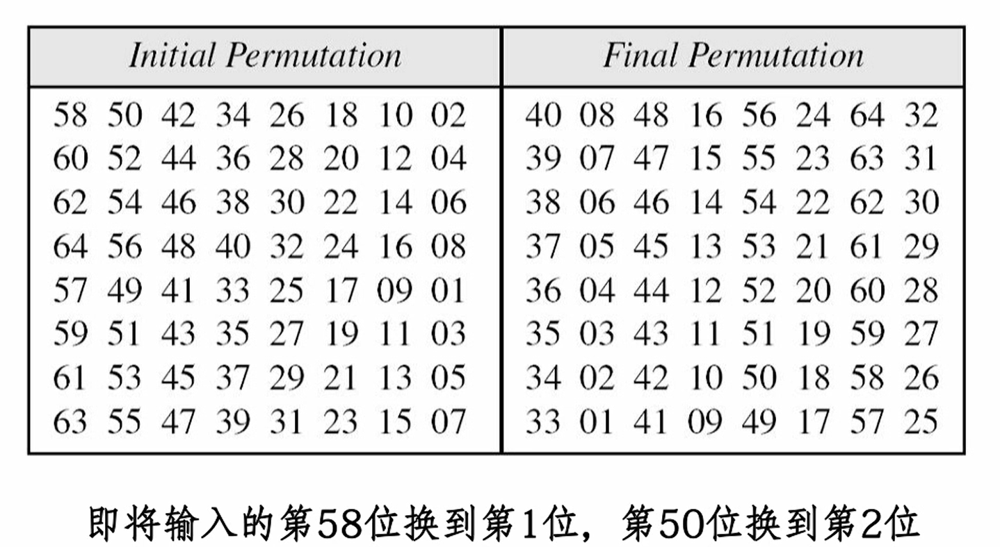 Initial Permutation Final Permutation
58 50 42 34 26 18 10 02 40 08 48 16 56 24 64 32
60 52 44 36 28 20 12 04 39 07 47 15 55 23 63 31
62 54 46 38 30 22 14 06 38 06 46 14 54 22 62 30
64 56 48 40 32 24 16 08 37 05 45 13 53 21 61 29
57 49 41 33 25 17 09 01 36 04 44 12 52 20 60 28
59 51 43 35 27 19 11 03 35 03 43 11 51 19 59 27
61 53 45 37 29 21 13 05 34 02 42 10 50 18 58 26
63 55 47 39 31 23 15 07 33 01 41 09 49 17 57 25
即将输入的第58位换到第1位，第50位换到第2位